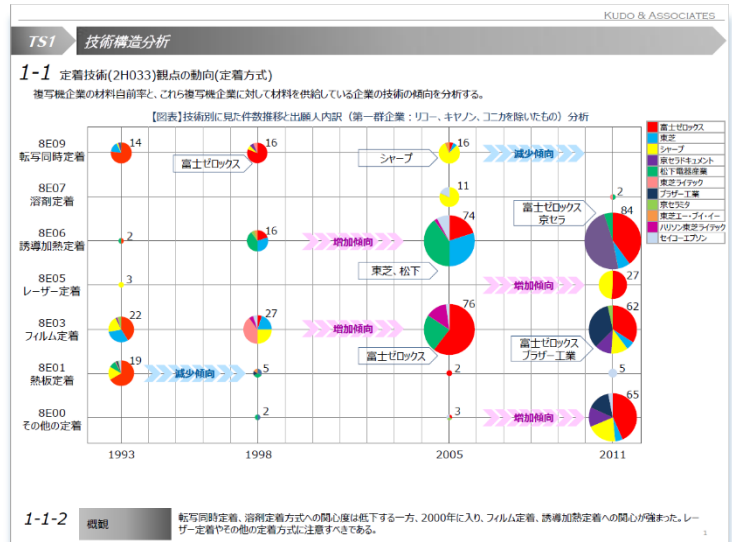 KUDO & ASSOCIATES
TS1 技術構造分析
1-1 定着技術(2H033)観点の動向(定着方式)
複写機企業の材料自前率と、これら複写機企業に対して材料を供給している企業の技術の傾向を分析する。
【図表】技術別に見た件数推移と出願人内訳（第一群企業：リコー、キヤノン、コニカを除いたもの）分析
富士ゼロックス
東芝
シャープ
京セラドキュメント
松下電器産業
東芝ライテック
ブラザー工業
京セラミタ
東芝エー・ブイ・イー
ハリソン東芝ライラック
セイコーエプソン
8E09
転写同時定着
14
16
富士ゼロックス
16
シャープ
減少傾向
8E07
溶剤定着
11
2
8E06
誘導加熱定着
2
16
増加傾向
74
東芝、松下
富士ゼロックス
京セラ
84
8E05
レーザー定着
3
増加傾向
27
8E03
フィルム定着
22
27
増加傾向
76
富士ゼロックス
富士ゼロックス
ブラザー工業
62
8E01
熱板定着
19
減少傾向
5
2
5
8E00
その他の定着
2
3
増加傾向
65
1993
1998
2005
2011
1-1-2 概観
転写同時定着、溶剤定着方式への関心度は低下する一方、2000年に入り、フィルム定着、誘導加熱定着への関心が強まった。レー
ザー定着やその他の定着方式に注意すべきである。
1